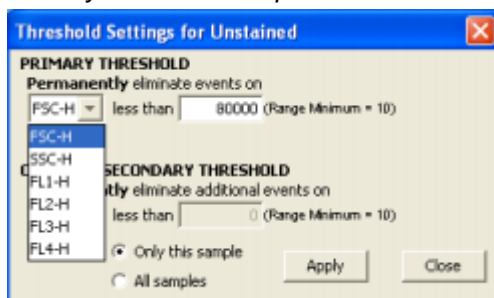 Threshold Settings for Unstained
PRIMARY THRESHOLD
Permanently eliminate events on
FSC-H less than 80000 (Range Minimum = 10)
FSC-H
SSC-H
FL1-H
FL2-H
FL3-H
FL4-H
SECONDARY THRESHOLD
tly eliminate additional events on
less than 0 (Range Minimum = 10)
Only this sample
All samples
Apply
Close